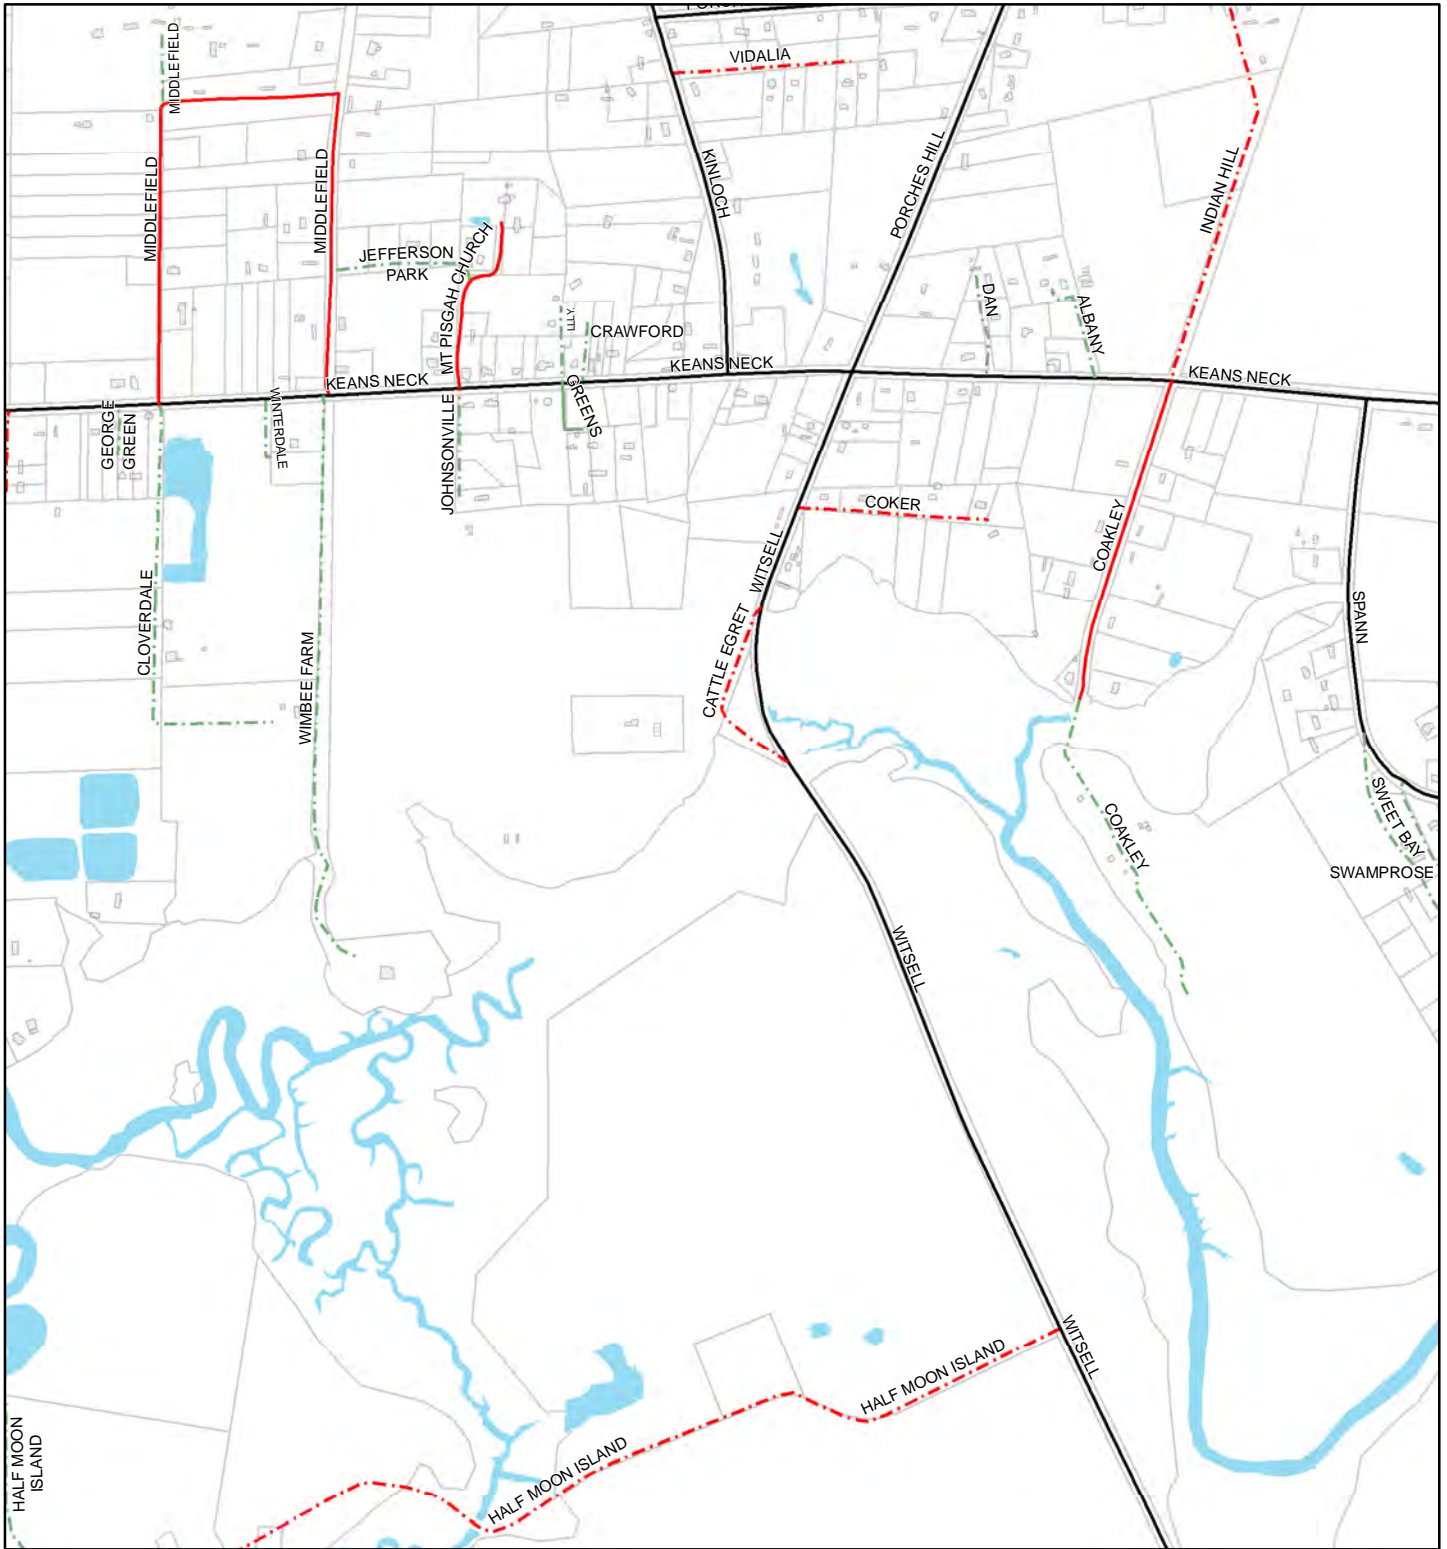 MIDDLEFIELD
VIDALIA
MIDDLEFIELD
MIDDLEFIELD
KINLOCH
PORCHES HILL
INDIAN HILL
JEFFERSON
PARK
MT PISGAH CHURCH
DAN
ALBANY
LLY
CRAWFORD
KEANS NECK
KEANS NECK
KEANS NECK
GEORGE
GREEN
WINTERDALE
JOHNSONVILLE
GREENS
COKER
COAKLEY
WITSELL
CATTLE EGRET
CLOVERDALE
WIMBEE FARM
SPANN
COAKLEY
SWEET BAY
SWAMPROSE
WITSELL
WITSELL
HALF MOON ISLAND
HALF MOON ISLAND
HALF MOON
ISLAND